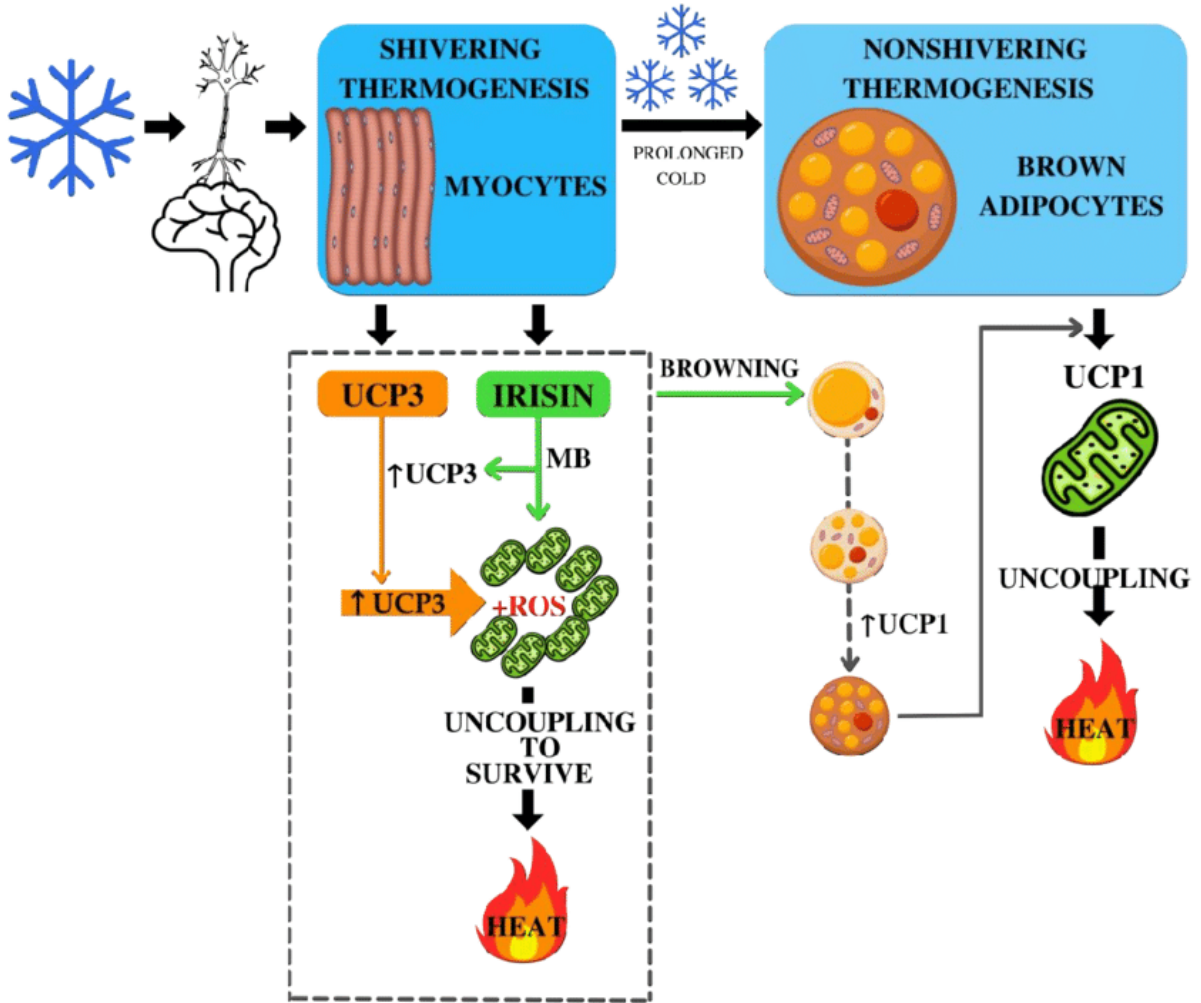 SHIVERING
THERMOGENESIS
MYOCYTES
PROLONGED
COLD
NONSHIVERING
THERMOGENESIS
BROWN
ADIPOCYTES
UCP3
IRISIN
↑UCP3
MB
↑ UCP3
+ROS
UNCOUPLING
TO
SURVIVE
HEAT
BROWNING
↑UCP1
UCP1
UNCOUPLING
HEAT